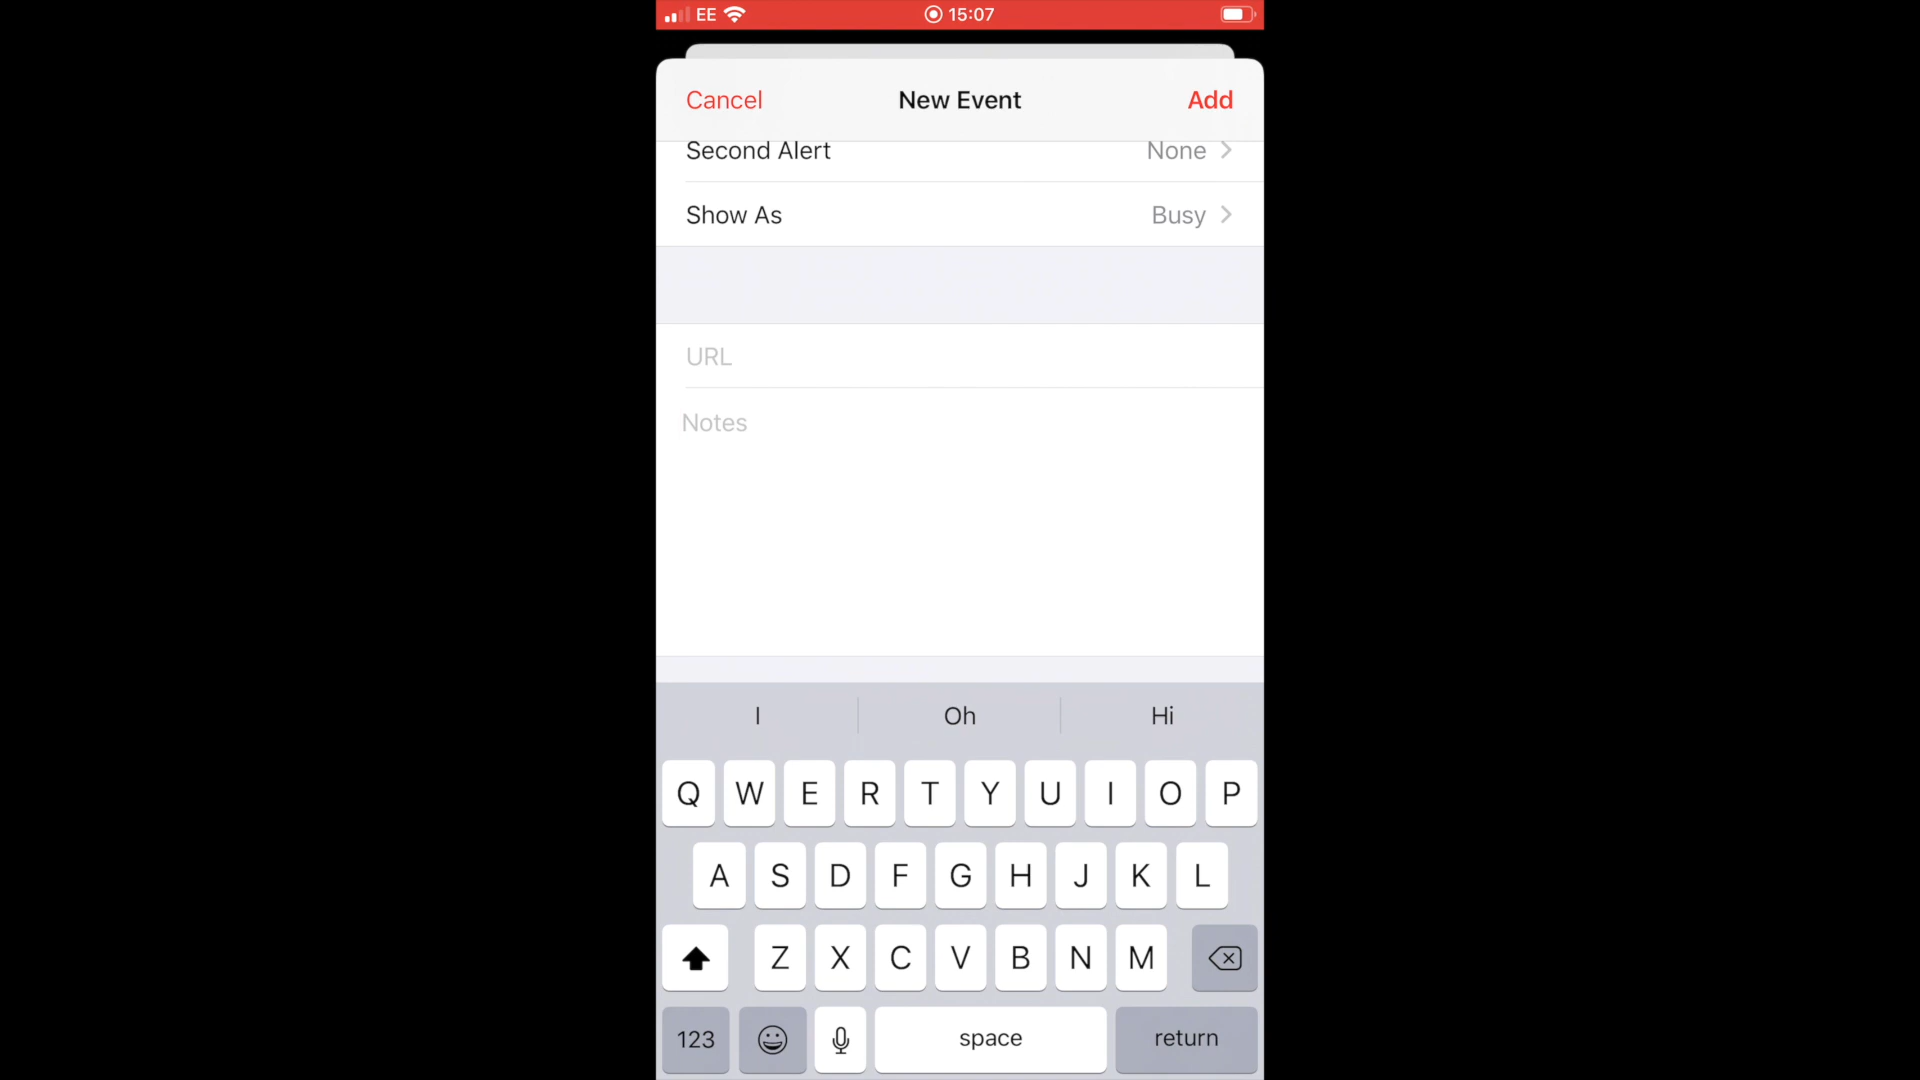 EE 15:07
Cancel New Event Add
Second Alert None
Show As Busy
URL
Notes
I Oh Hi
Q W E R T Y U I O P
A S D F G H J K L
Z X C V B N M
123 space return